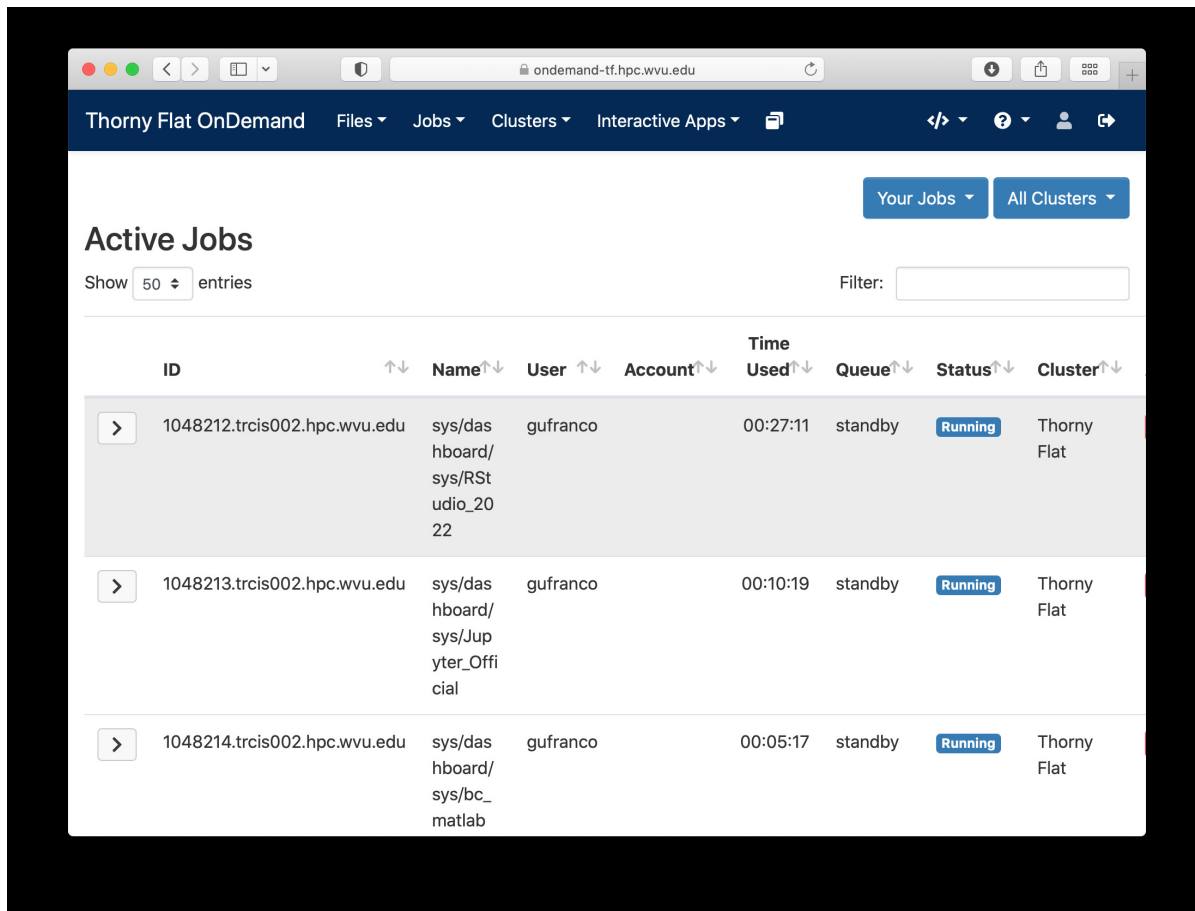 ondemand-tf.hpc.wvu.edu
Thorny Flat OnDemand Files Jobs Clusters Interactive Apps
Your Jobs All Clusters
Active Jobs
Show 50 entries Filter:
Time
ID Name User Account Used Queue Status Cluster
1048212.trcis002.hpc.wvu.edu sys/das gufranco 00:27:11 standby Running Thorny
hboard/ Flat
sys/RSt
udio_20
22
1048213.trcis002.hpc.wvu.edu sys/das gufranco 00:10:19 standby Running Thorny
hboard/ Flat
sys/Jup
yter_Offi
cial
1048214.trcis002.hpc.wvu.edu sys/das gufranco 00:05:17 standby Running Thorny
hboard/ Flat
sys/bc_
matlab